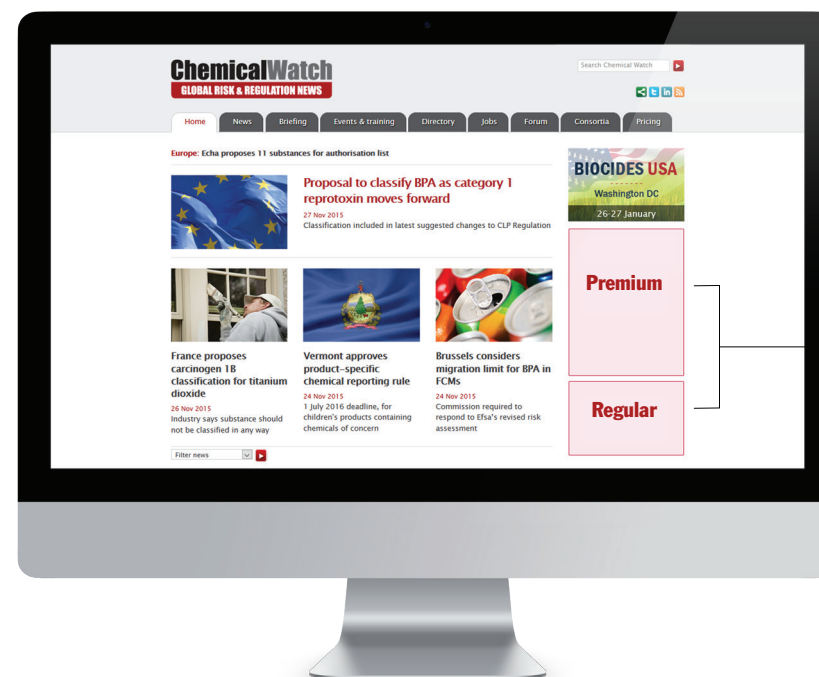 ChemicalWatch
GLOBAL RISK & REGULATION NEWS
Search Chemical Watch
Home
News
Briefing
Events & training
Directory
Jobs
Forum
Consortia
Pricing
Europe: Echa proposes 11 substances for authorisation list
Proposal to classify BPA as category 1
reprotoxin moves forward
27 Nov 2015
Classification included in latest suggested changes to CLP Regulation
BIOCIDES USA
Washington DC
26-27 January
Premium
Regular
France proposes
carcinogen 1B
classification for titanium
dioxide
26 Nov 2015
Industry says substance should
not be classified in any way
Vermont approves
product-specific
chemical reporting rule
24 Nov 2015
1 July 2016 deadline, for
children's products containing
chemicals of concern
Brussels considers
migration limit for BPA in
FCMs
24 Nov 2015
Commission required to
respond to Efsa's revised risk
assessment
Filter news